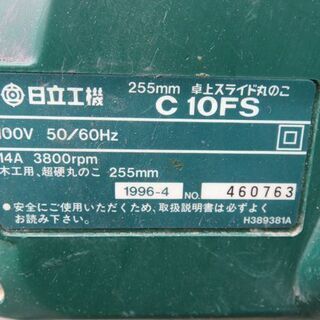 日立工機
255mm 卓上スライド丸のこ
C 10FS
100V 50/60Hz
14A 3800rpm
木工用、超硬丸のこ 255mm
1996-4 NO. 460763
●安全にご使用いただくため、取扱説明書は必ずよく
お読み下さい。
H389381A